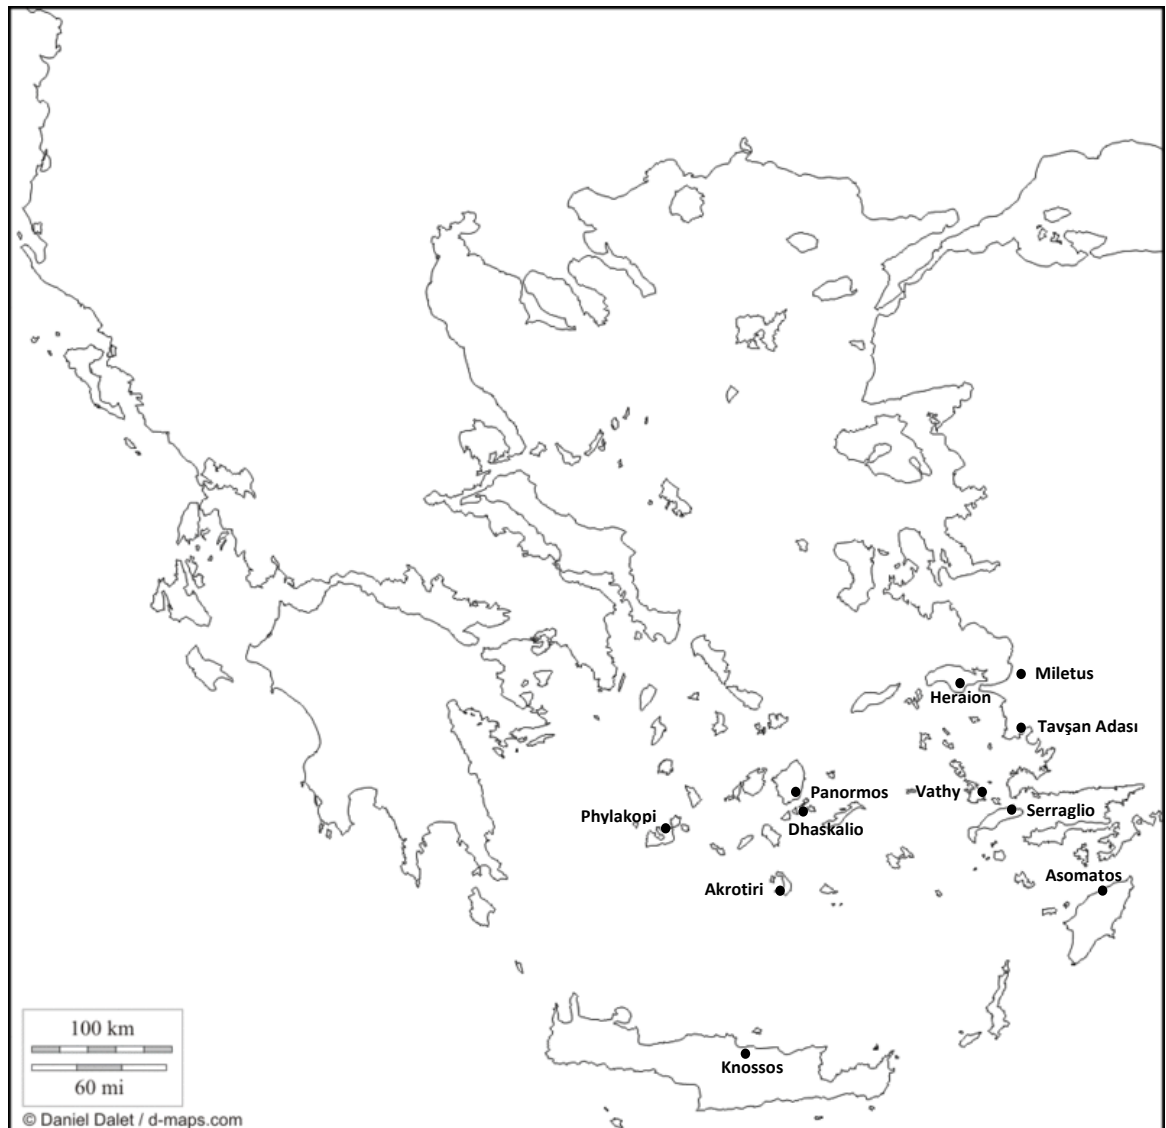 Miletus
Heraion
Tavşan Adası
Panormos
Vathy
Phylakopi
Dhaskalio
Serraglio
Asomatos
Akrotiri
100 km
Knossos
60 mi
© Daniel Dalet / d-maps.com